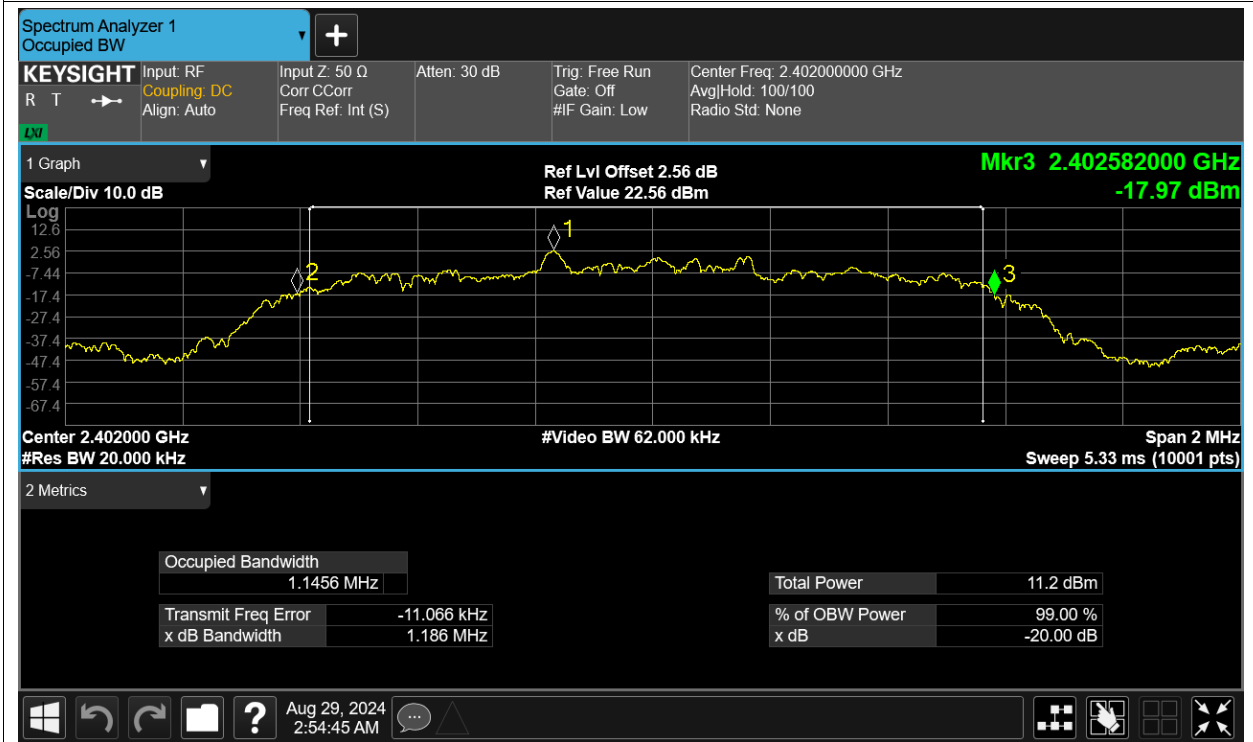 Spectrum Analyzer 1
Occupied BW
KEYSIGHT
R T
LXI
Input: RF
Coupling: DC
Align: Auto
Input Z: 50 Ω
Corr CCorr
Freq Ref: Int (S)
Atten: 30 dB
Trig: Free Run
Gate: Off
#IF Gain: Low
Center Freq: 2.402000000 GHz
Avg|Hold: 100/100
Radio Std: None
1 Graph
Scale/Div 10.0 dB
Ref Lvl Offset 2.56 dB
Ref Value 22.56 dBm
Mkr3 2.402582000 GHz
-17.97 dBm
Log
12.6
2.56
-7.44
-17.4
-27.4
-37.4
-47.4
-57.4
-67.4
1
2
3
Center 2.402000 GHz
#Res BW 20.000 kHz
#Video BW 62.000 kHz
Span 2 MHz
Sweep 5.33 ms (10001 pts)
2 Metrics
Occupied Bandwidth
1.1456 MHz
Transmit Freq Error -11.066 kHz
x dB Bandwidth 1.186 MHz
Total Power 11.2 dBm
% of OBW Power 99.00 %
x dB -20.00 dB
?
Aug 29, 2024
2:54:45 AM